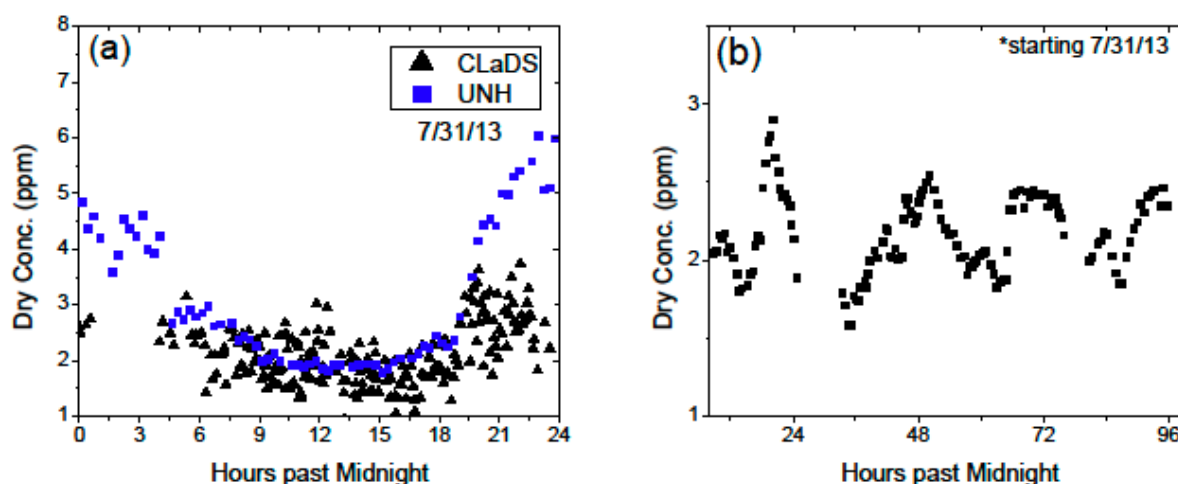 (a)
CLaDS
UNH
7/31/13
8
7
6
5
4
3
2
1
Dry Conc. (ppm)
0 3 6 9 12 15 18 21 24
Hours past Midnight
(b)
*starting 7/31/13
3
2
1
Dry Conc. (ppm)
24 48 72 96
Hours past Midnight